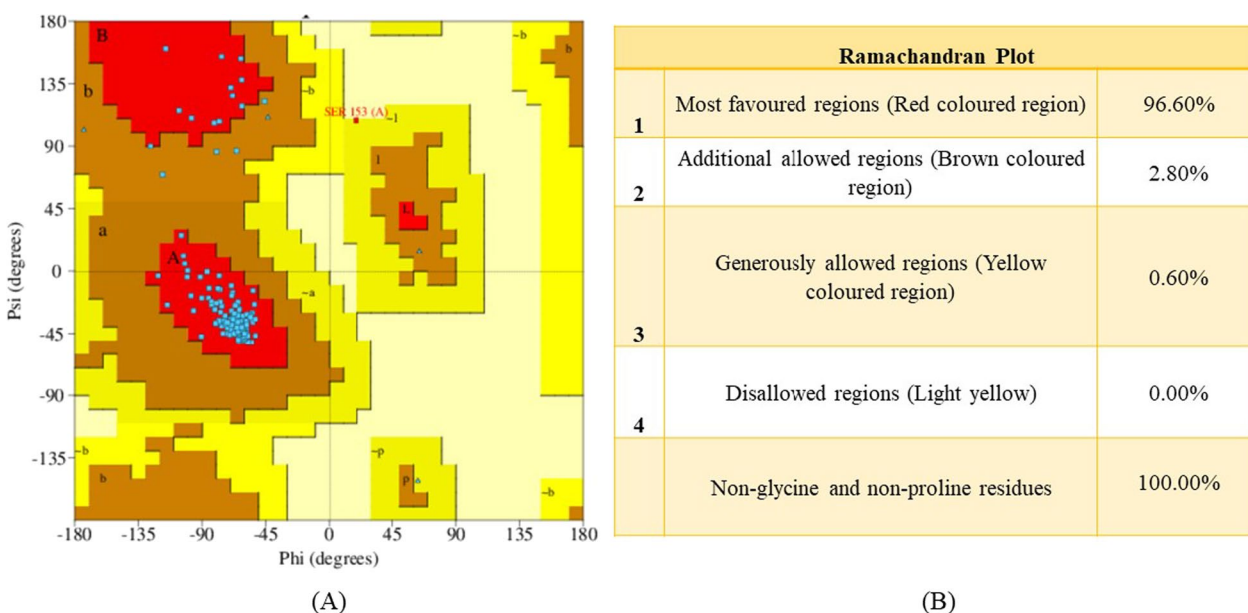 180
135
90
45
0
-45
-90
-135
-180
Psi (degrees)
B
~b
b
b
~b
SER 153 (A)
~l
l
L
a
A
~a
~b
b
~p
p
~b
-180 -135 -90 -45 0 45 90 135 180
Phi (degrees)
(A)
Ramachandran Plot
1 Most favoured regions (Red coloured region) 96.60%
Additional allowed regions (Brown coloured
2 region) 2.80%
Generously allowed regions (Yellow
3 coloured region) 0.60%
4 Disallowed regions (Light yellow) 0.00%
Non-glycine and non-proline residues 100.00%
(B)